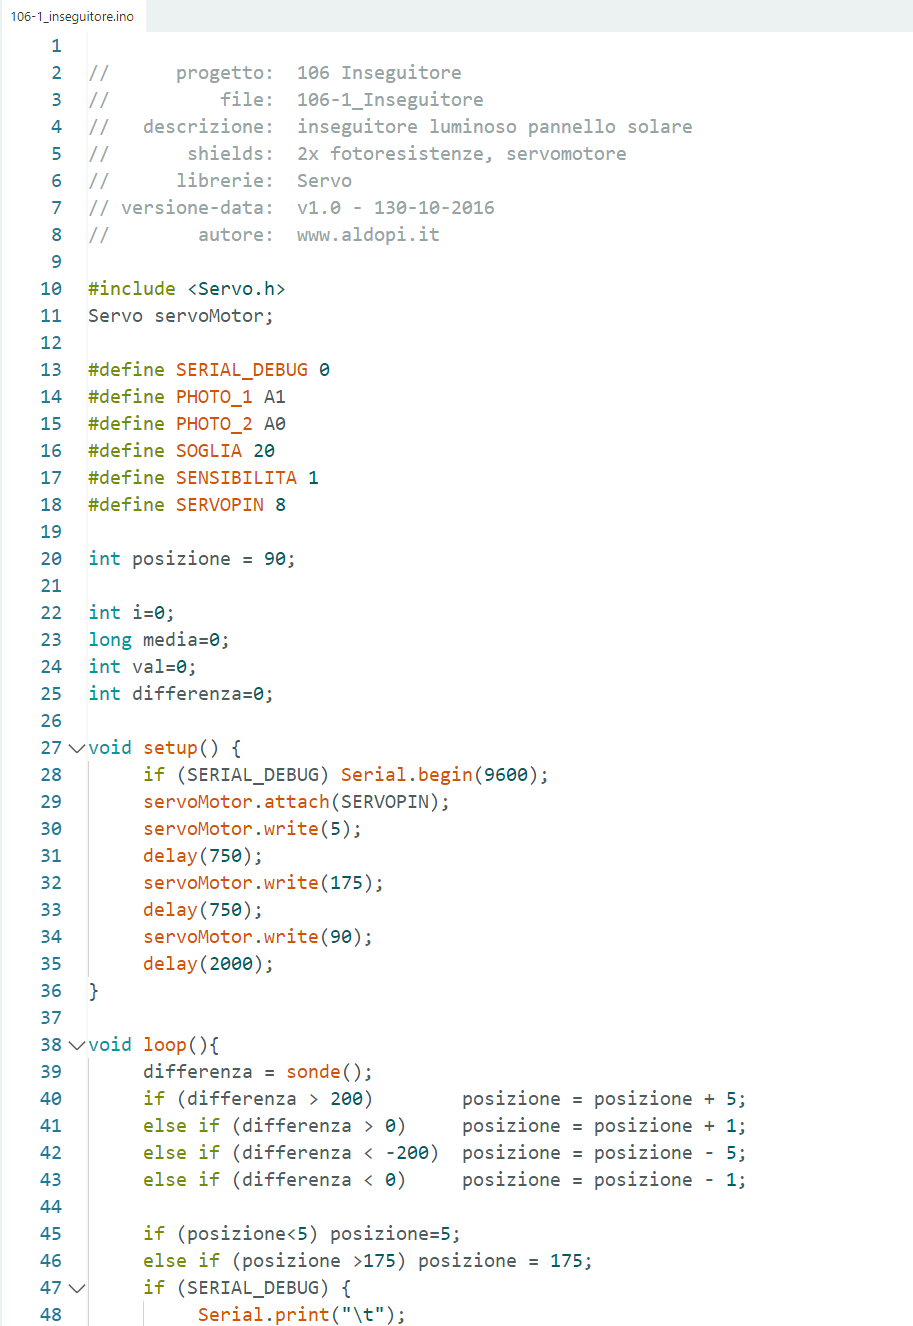 106-1_inseguitore.ino
1
2 //      progetto:  106 Inseguitore
3 //          file:  106-1_Inseguitore
4 //   descrizione:  inseguitore luminoso pannello solare
5 //       shields:  2x fotoresistenze, servomotore
6 //      librerie:  Servo
7 // versione-data:  v1.0 - 130-10-2016
8 //        autore:  www.aldopi.it
9
10 #include <Servo.h>
11 Servo servoMotor;
12
13 #define SERIAL_DEBUG 0
14 #define PHOTO_1 A1
15 #define PHOTO_2 A0
16 #define SOGLIA 20
17 #define SENSIBILITA 1
18 #define SERVOPIN 8
19
20 int posizione = 90;
21
22 int i=0;
23 long media=0;
24 int val=0;
25 int differenza=0;
26
27 void setup() {
28      if (SERIAL_DEBUG) Serial.begin(9600);
29      servoMotor.attach(SERVOPIN);
30      servoMotor.write(5);
31      delay(750);
32      servoMotor.write(175);
33      delay(750);
34      servoMotor.write(90);
35      delay(2000);
36 }
37
38 void loop(){
39      differenza = sonde();
40      if (differenza > 200)        posizione = posizione + 5;
41      else if (differenza > 0)     posizione = posizione + 1;
42      else if (differenza < -200)  posizione = posizione - 5;
43      else if (differenza < 0)     posizione = posizione - 1;
44
45      if (posizione<5) posizione=5;
46      else if (posizione >175) posizione = 175;
47      if (SERIAL_DEBUG) {
48           Serial.print("\t");